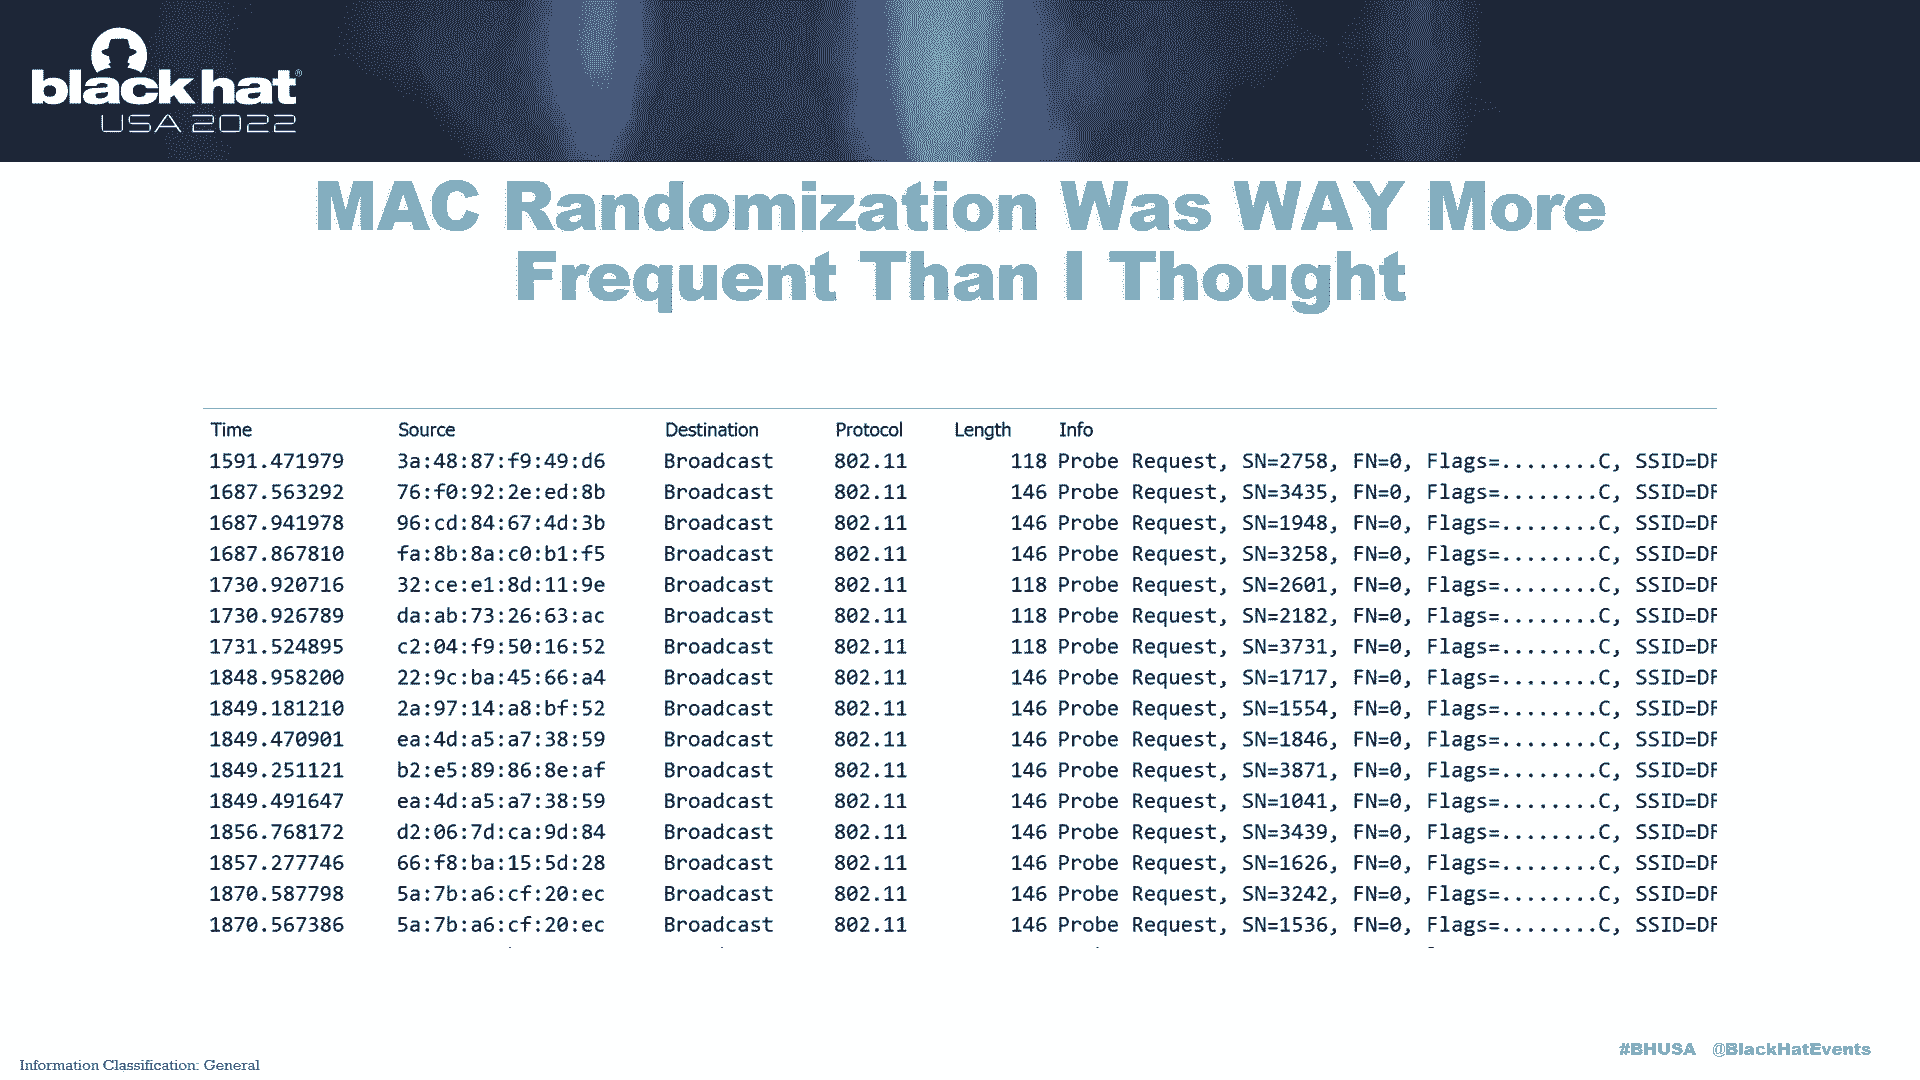 black hat®
USA 2022
MAC Randomization Was WAY More
Frequent Than I Thought
Time Source Destination Protocol Length Info
1591.471979 3a:48:87:f9:49:d6 Broadcast 802.11 118 Probe Request, SN=2758, FN=0, Flags=........C, SSID=DF
1687.563292 76:f0:92:2e:ed:8b Broadcast 802.11 146 Probe Request, SN=3435, FN=0, Flags=........C, SSID=DF
1687.941978 96:cd:84:67:4d:3b Broadcast 802.11 146 Probe Request, SN=1948, FN=0, Flags=........C, SSID=DF
1687.867810 fa:8b:8a:c0:b1:f5 Broadcast 802.11 146 Probe Request, SN=3258, FN=0, Flags=........C, SSID=DF
1730.920716 32:ce:e1:8d:11:9e Broadcast 802.11 118 Probe Request, SN=2601, FN=0, Flags=........C, SSID=DF
1730.926789 da:ab:73:26:63:ac Broadcast 802.11 118 Probe Request, SN=2182, FN=0, Flags=........C, SSID=DF
1731.524895 c2:04:f9:50:16:52 Broadcast 802.11 118 Probe Request, SN=3731, FN=0, Flags=........C, SSID=DF
1848.958200 22:9c:ba:45:66:a4 Broadcast 802.11 146 Probe Request, SN=1717, FN=0, Flags=........C, SSID=DF
1849.181210 2a:97:14:a8:bf:52 Broadcast 802.11 146 Probe Request, SN=1554, FN=0, Flags=........C, SSID=DF
1849.470901 ea:4d:a5:a7:38:59 Broadcast 802.11 146 Probe Request, SN=1846, FN=0, Flags=........C, SSID=DF
1849.251121 b2:e5:89:86:8e:af Broadcast 802.11 146 Probe Request, SN=3871, FN=0, Flags=........C, SSID=DF
1849.491647 ea:4d:a5:a7:38:59 Broadcast 802.11 146 Probe Request, SN=1041, FN=0, Flags=........C, SSID=DF
1856.768172 d2:06:7d:ca:9d:84 Broadcast 802.11 146 Probe Request, SN=3439, FN=0, Flags=........C, SSID=DF
1857.277746 66:f8:ba:15:5d:28 Broadcast 802.11 146 Probe Request, SN=1626, FN=0, Flags=........C, SSID=DF
1870.587798 5a:7b:a6:cf:20:ec Broadcast 802.11 146 Probe Request, SN=3242, FN=0, Flags=........C, SSID=DF
1870.567386 5a:7b:a6:cf:20:ec Broadcast 802.11 146 Probe Request, SN=1536, FN=0, Flags=........C, SSID=DF
#BHUSA @BlackHatEvents
Information Classification: General